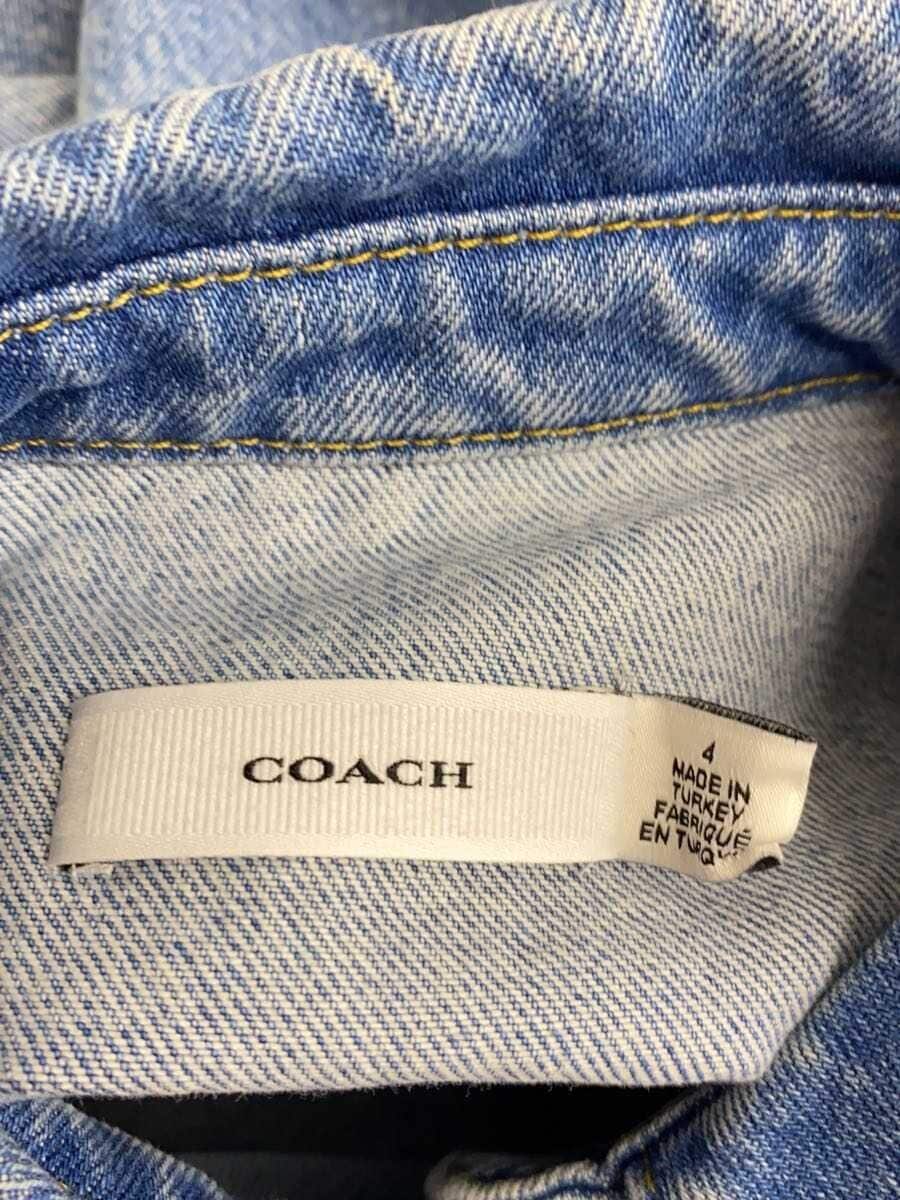 COACH
4
MADE IN
TURKEY
FABRIQUÉ
EN